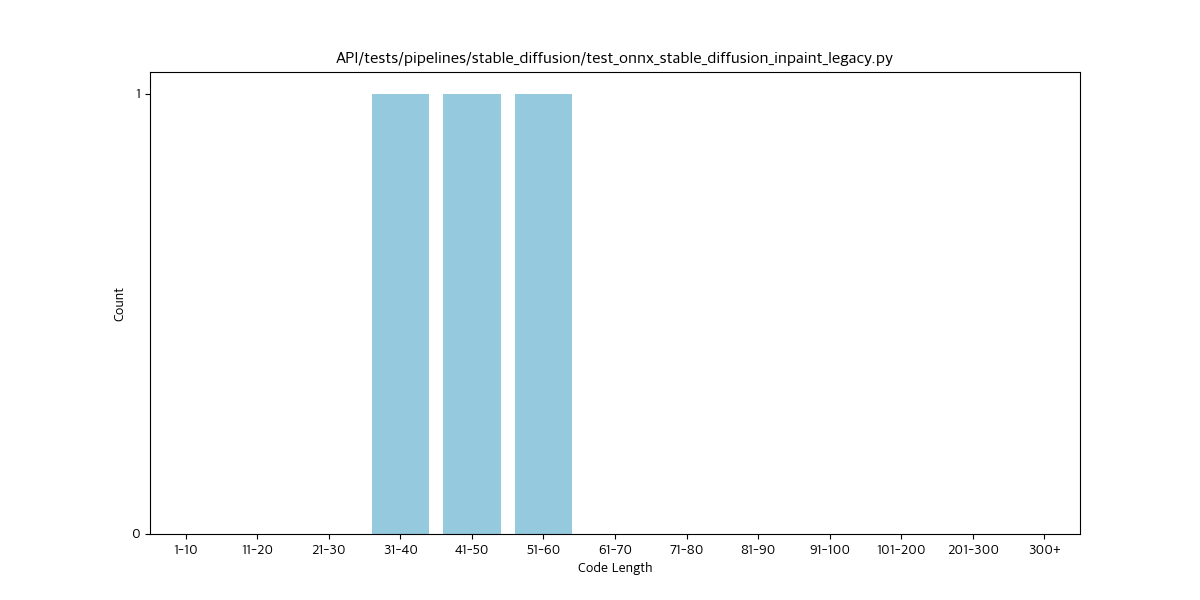 API/tests/pipelines/stable_diffusion/test_onnx_stable_diffusion_inpaint_legacy.py
1
Count
0
1-10 11-20 21-30 31-40 41-50 51-60 61-70 71-80 81-90 91-100 101-200 201-300 300+
Code Length